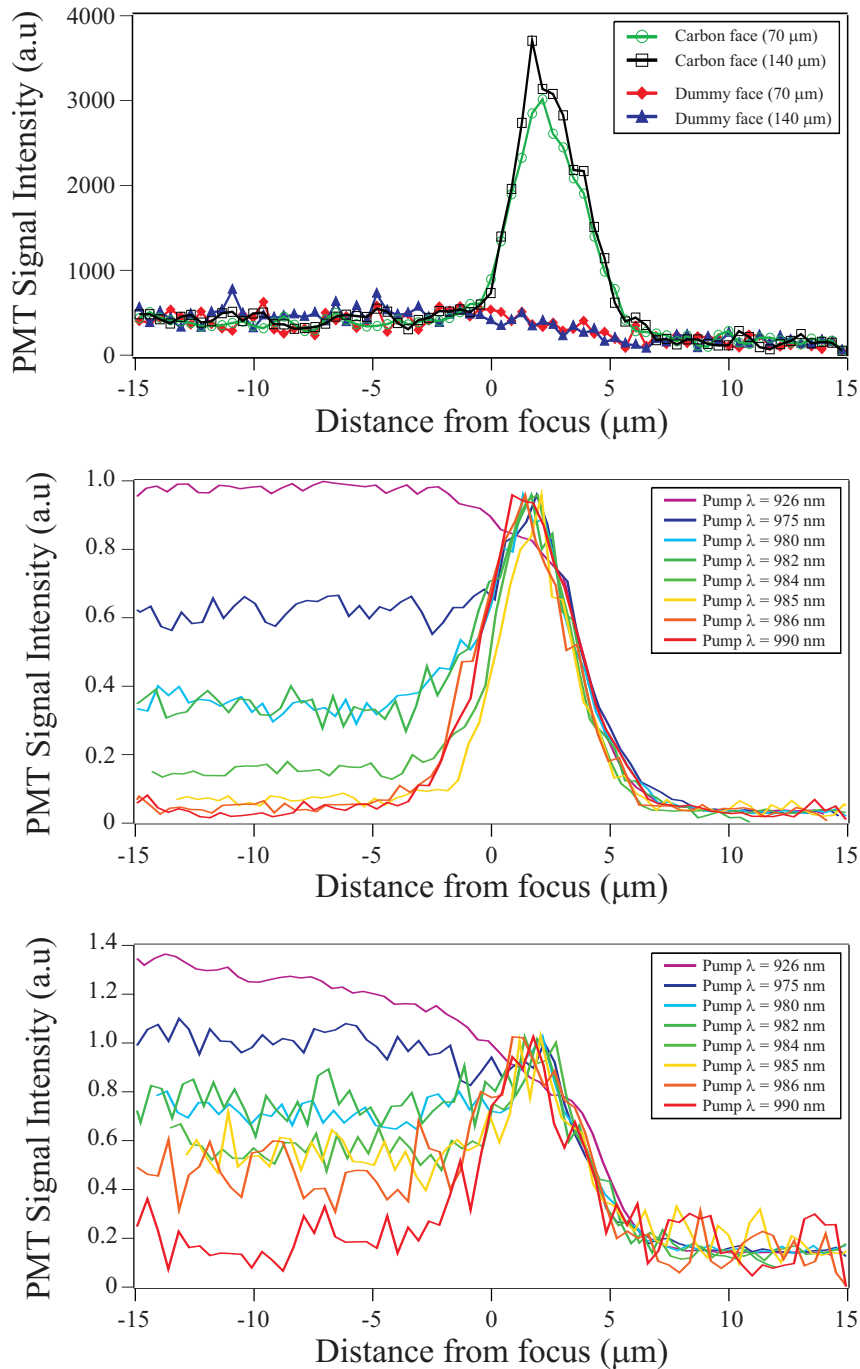 PMT Signal Intensity (a.u)
4000
3000
2000
1000
0
Carbon face (70 μm)
Carbon face (140 μm)
Dummy face (70 μm)
Dummy face (140 μm)
-15 -10 -5 0 5 10 15
Distance from focus (μm)
PMT Signal Intensity (a.u)
1.0
0.8
0.6
0.4
0.2
0
Pump λ = 926 nm
Pump λ = 975 nm
Pump λ = 980 nm
Pump λ = 982 nm
Pump λ = 984 nm
Pump λ = 985 nm
Pump λ = 986 nm
Pump λ = 990 nm
-15 -10 -5 0 5 10 15
Distance from focus (μm)
PMT Signal Intensity (a.u)
1.4
1.2
1.0
0.8
0.6
0.4
0.2
0
Pump λ = 926 nm
Pump λ = 975 nm
Pump λ = 980 nm
Pump λ = 982 nm
Pump λ = 984 nm
Pump λ = 985 nm
Pump λ = 986 nm
Pump λ = 990 nm
-15 -10 -5 0 5 10 15
Distance from focus (μm)